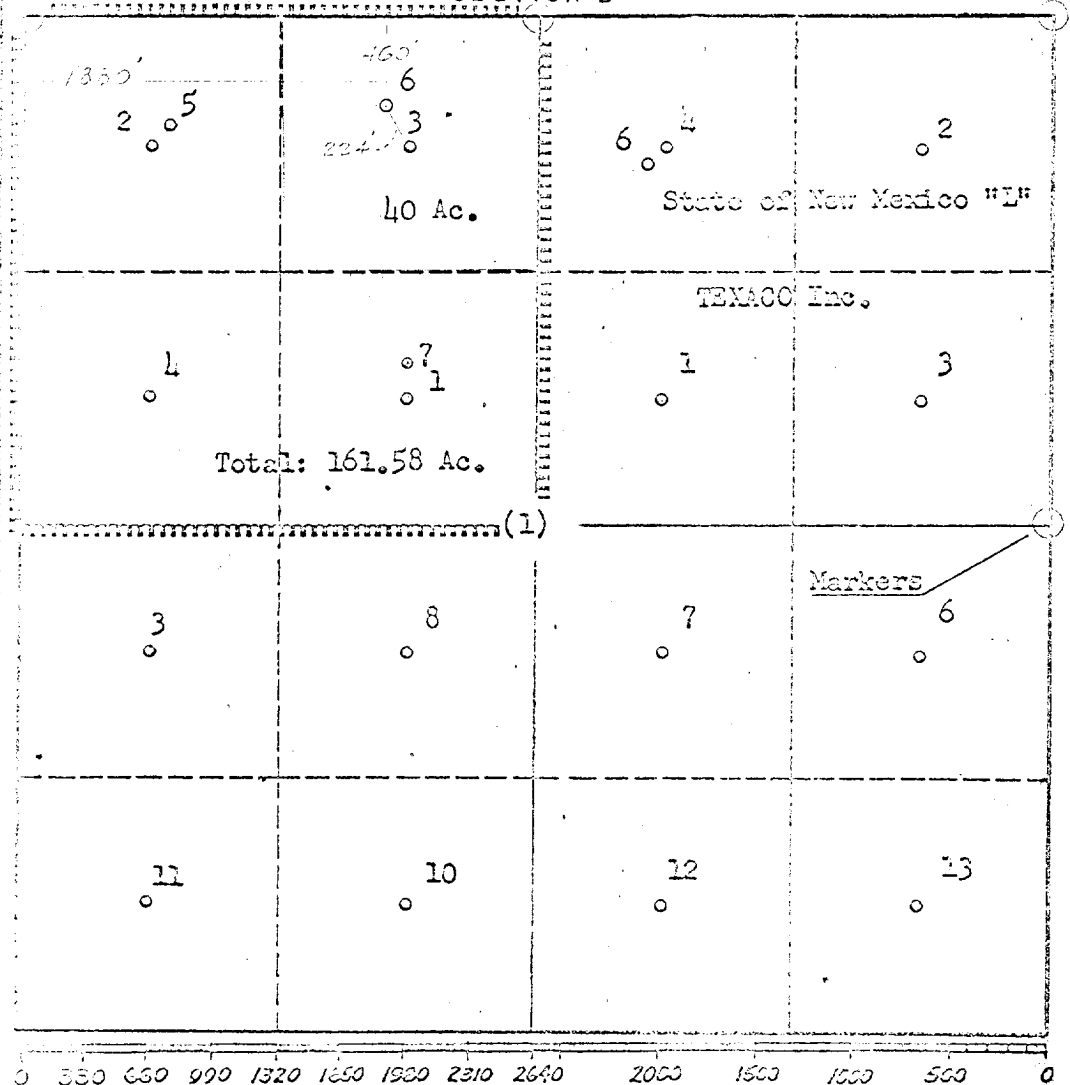 460'
1880' 6
2 5 3 6 4 2
224'
40 Ac. State of New Mexico "L"
TEXACO Inc.
4 7 1 1 3
Total: 161.58 Ac.
(1)
Markers
3 8 7 6
11 10 12 13
0 330 660 990 1320 1650 1980 2310 2640 2000 1500 1000 500 0